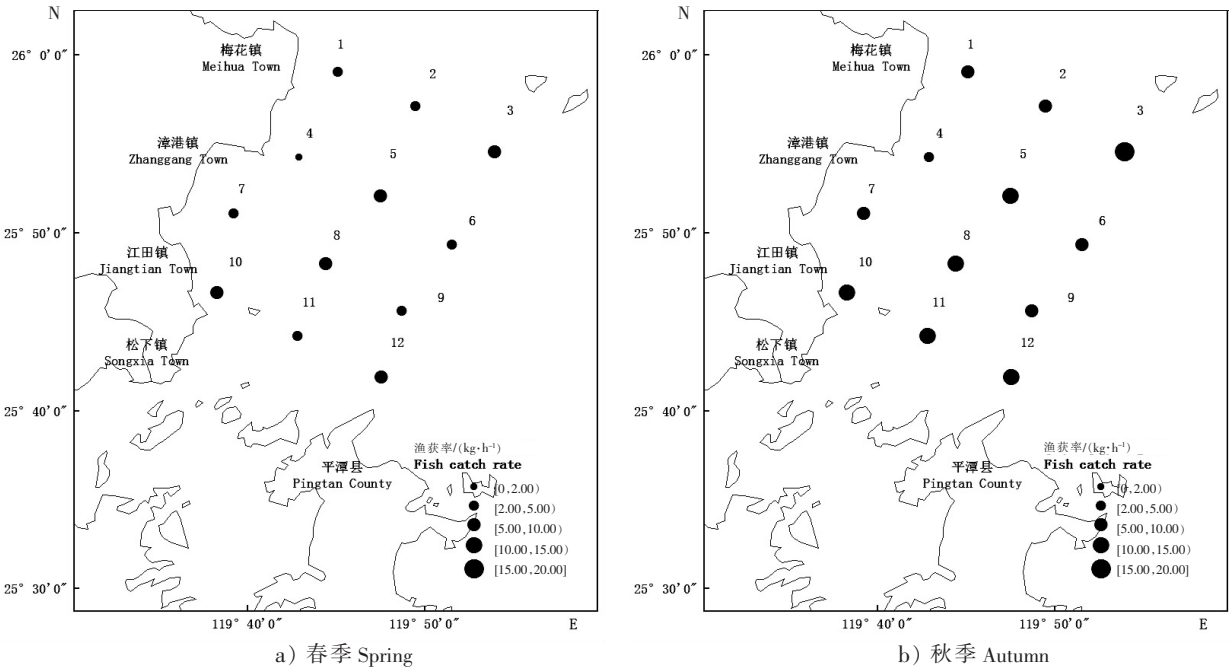 N
26° 0′0″
25° 50′0″
25° 40′0″
25° 30′0″
梅花镇
Meihua Town
漳港镇
Zhanggang Town
江田镇
Jiangtian Town
松下镇
Songxia Town
平潭县
Pingtan County
1
2
3
4
5
7
6
8
10
9
11
12
渔获率/(kg·h⁻¹)
Fish catch rate
[0,2.00)
[2.00,5.00)
[5.00,10.00)
[10.00,15.00)
[15.00,20.00]
119° 40′0″
119° 50′0″
E
a) 春季 Spring
N
26° 0′0″
25° 50′0″
25° 40′0″
25° 30′0″
梅花镇
Meihua Town
漳港镇
Zhanggang Town
江田镇
Jiangtian Town
松下镇
Songxia Town
平潭县
Pingtan County
1
2
3
4
5
7
6
8
10
9
11
12
渔获率/(kg·h⁻¹)
Fish catch rate
[0,2.00)
[2.00,5.00)
[5.00,10.00)
[10.00,15.00)
[15.00,20.00]
119° 40′0″
119° 50′0″
E
b) 秋季 Autumn